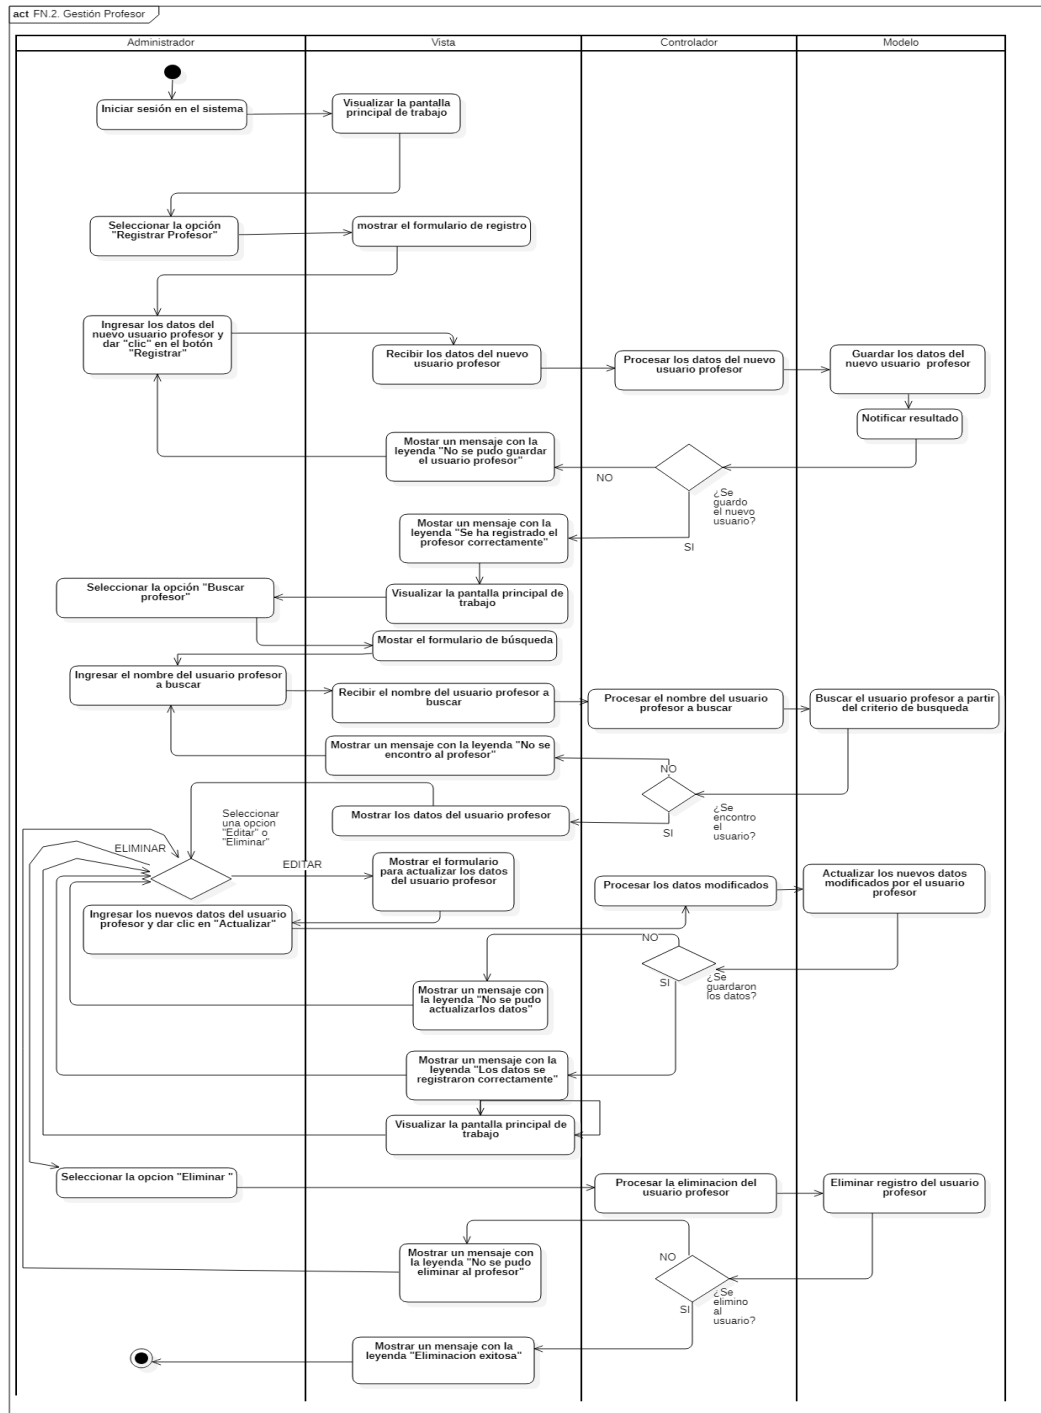 act FN.2. Gestión Profesor
Administrador
Vista
Controlador
Modelo
Iniciar sesión en el sistema
Visualizar la pantalla
principal de trabajo
Seleccionar la opción
"Registrar Profesor"
mostrar el formulario de registro
Ingresar los datos del
nuevo usuario profesor y
dar "clic" en el botón
"Registrar"
Recibir los datos del nuevo
usuario profesor
Procesar los datos del nuevo
usuario profesor
Guardar los datos del
nuevo usuario profesor
Notificar resultado
Mostar un mensaje con la
leyenda "No se pudo guardar
el usuario profesor"
NO
¿Se
guardo
el nuevo
usuario?
SI
Mostar un mensaje con la
leyenda "Se ha registrado el
profesor correctamente"
Visualizar la pantalla principal de
trabajo
Seleccionar la opción "Buscar
profesor"
Mostar el formulario de búsqueda
Ingresar el nombre del usuario profesor
a buscar
Recibir el nombre del usuario profesor a
buscar
Procesar el nombre del usuario
profesor a buscar
Buscar el usuario profesor a partir
del criterio de busqueda
Mostrar un mensaje con la leyenda "No se
encontro al profesor"
NO
¿Se
encontro
el
usuario?
SI
Mostrar los datos del usuario profesor
Seleccionar
una opcion
"Editar" o
"Eliminar"
ELIMINAR
EDITAR
Mostrar el formulario
para actualizar los datos
del usuario profesor
Procesar los datos modificados
Actualizar los nuevos datos
modificados por el usuario
profesor
Ingresar los nuevos datos del usuario
profesor y dar clic en "Actualizar"
NO
SI
¿Se
guardaron
los datos?
Mostrar un mensaje con
la leyenda "No se pudo
actualizarlos datos"
Mostrar un mensaje con la
leyenda "Los datos se
registraron correctamente"
Visualizar la pantalla principal de
trabajo
Seleccionar la opcion "Eliminar "
Procesar la eliminacion del
usuario profesor
Eliminar registro del usuario
profesor
Mostrar un mensaje con
la leyenda "No se pudo
eliminar al profesor"
NO
¿Se
elimino
al
usuario?
SI
Mostrar un mensaje con la
leyenda "Eliminacion exitosa"